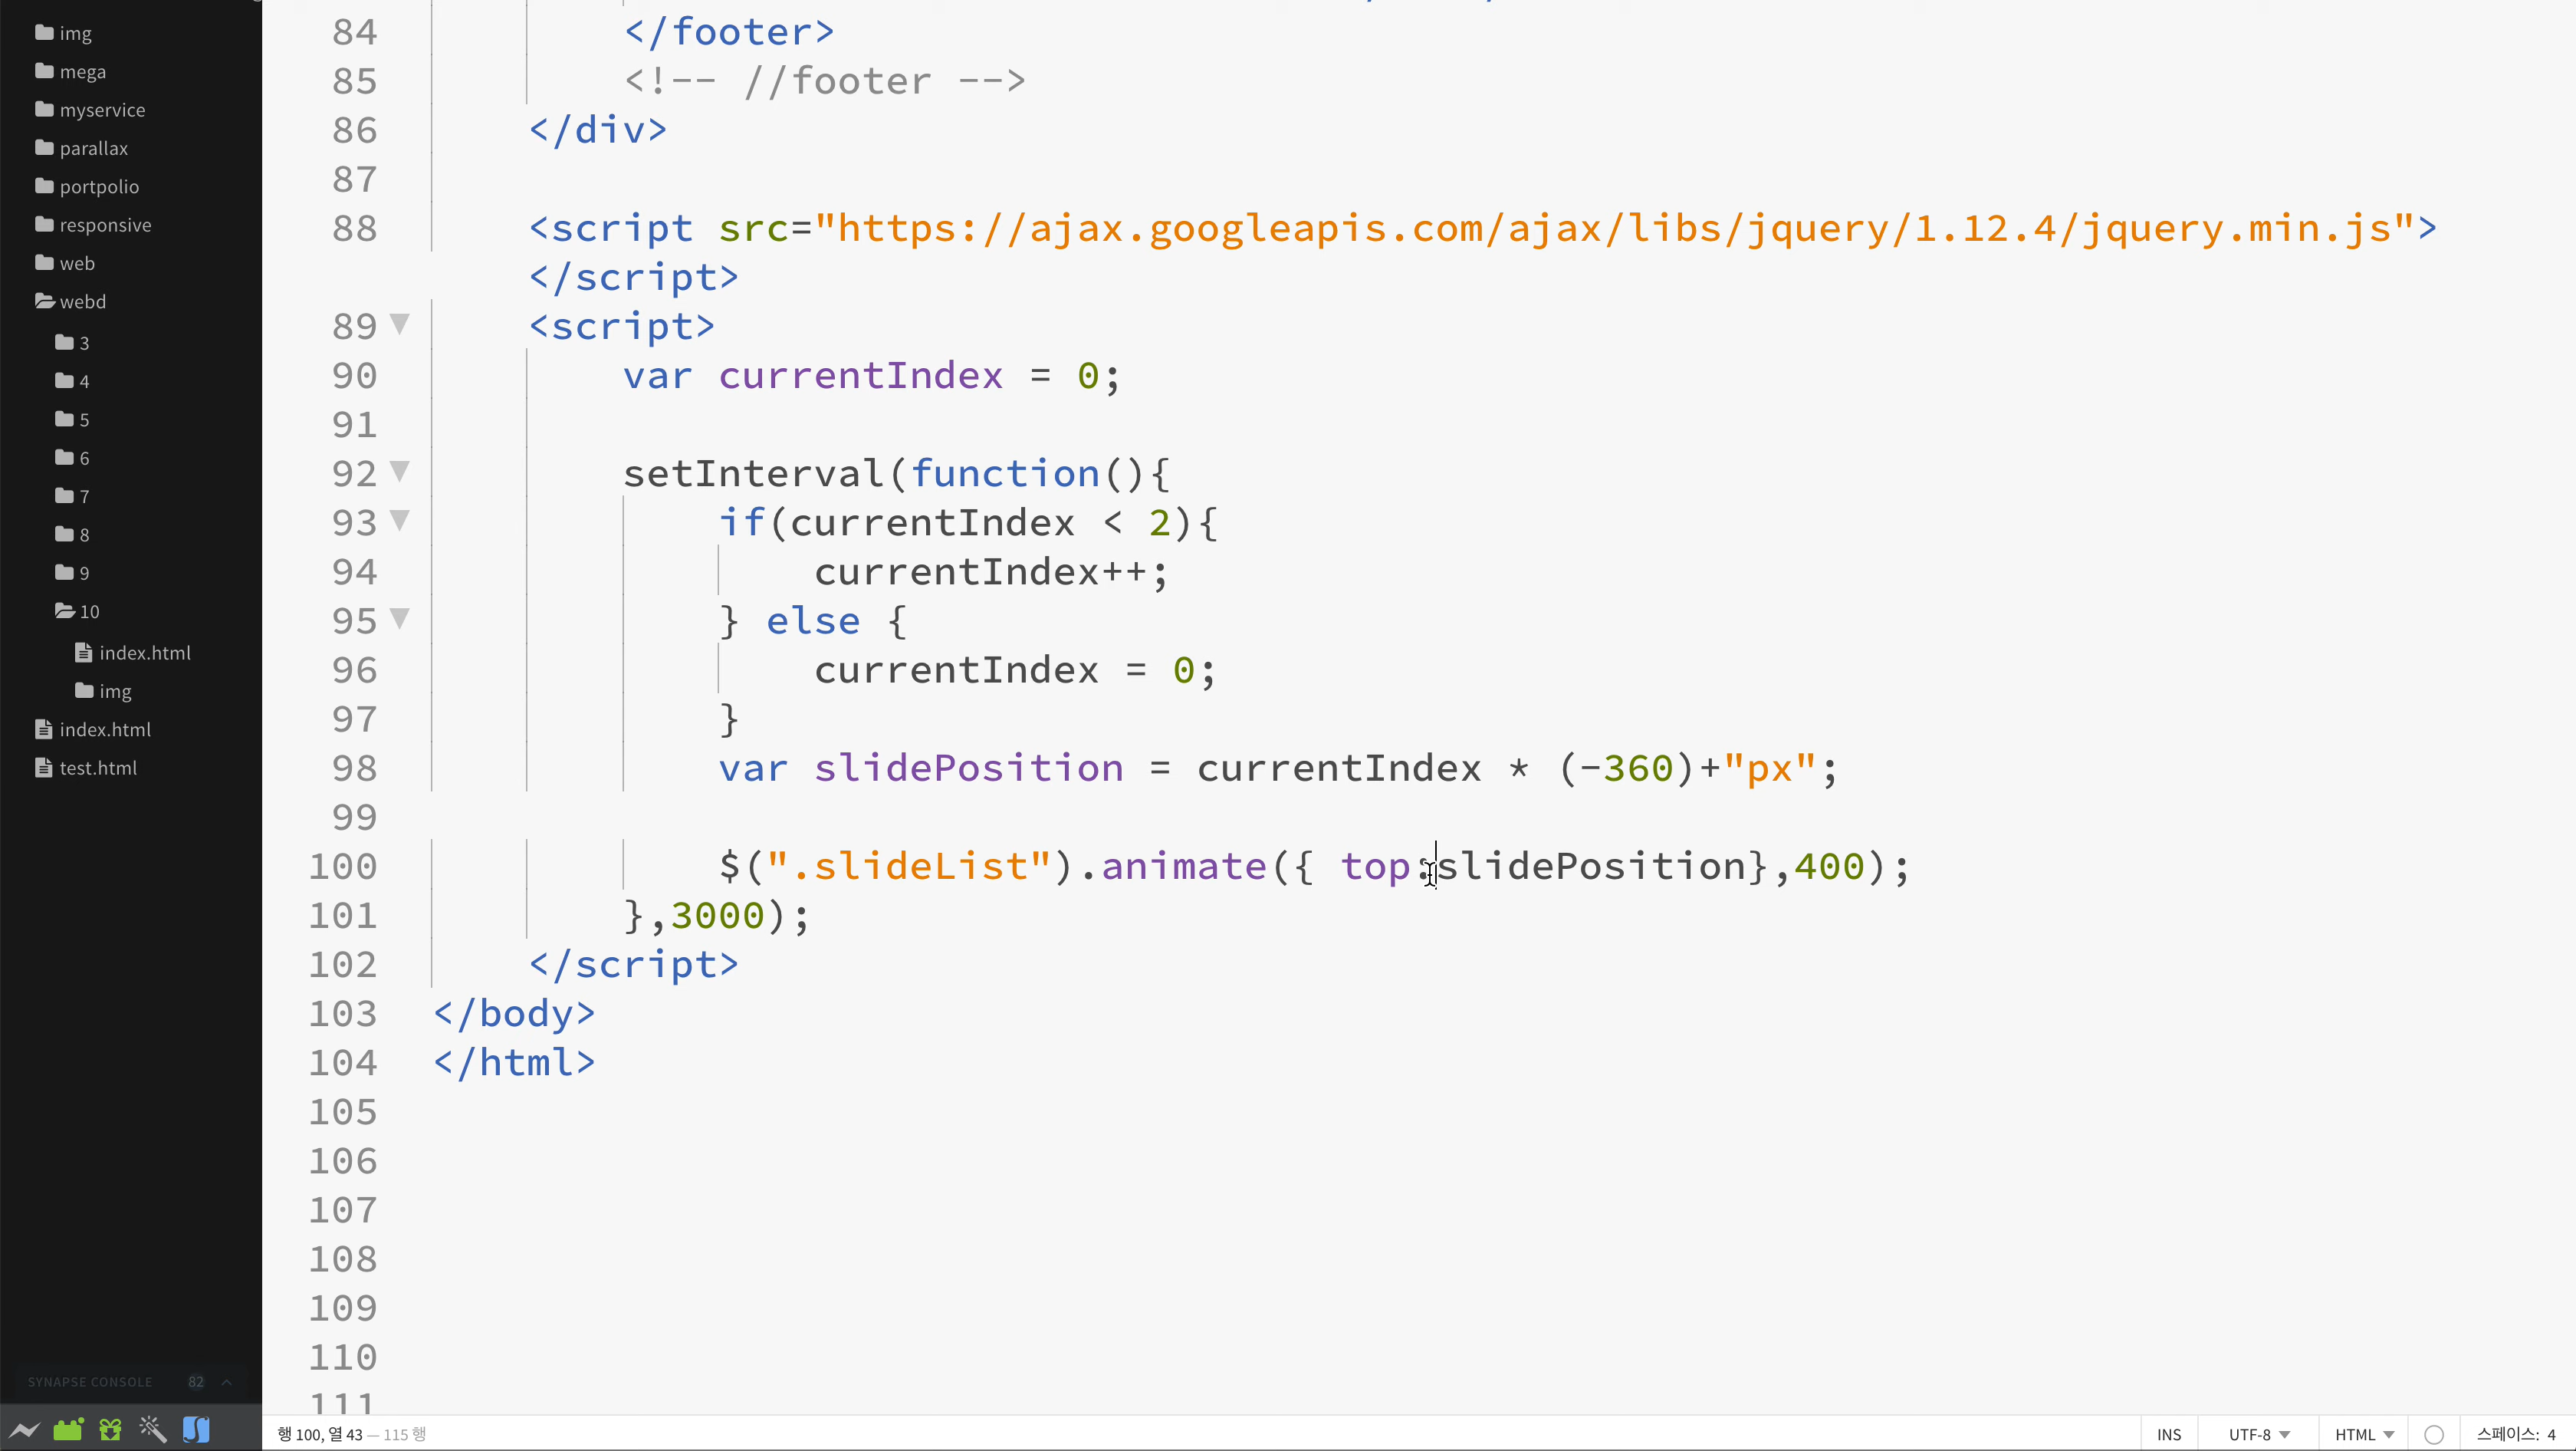 img
mega
myservice
parallax
portpolio
responsive
web
webd
3
4
5
6
7
8
9
10
index.html
img
index.html
test.html
SYNAPSE CONSOLE 82
84 </footer>
85 <!-- //footer -->
86 </div>
87
88 <script src="https://ajax.googleapis.com/ajax/libs/jquery/1.12.4/jquery.min.js">
</script>
89 <script>
90 var currentIndex = 0;
91
92 setInterval(function(){
93 if(currentIndex < 2){
94 currentIndex++;
95 } else {
96 currentIndex = 0;
97 }
98 var slidePosition = currentIndex * (-360)+"px";
99
100 $(".slideList").animate({ top:slidePosition},400);
101 },3000);
102 </script>
103 </body>
104 </html>
105
106
107
108
109
110
111
행 100, 열 43 — 115 행 INS UTF-8 HTML 스페이스: 4